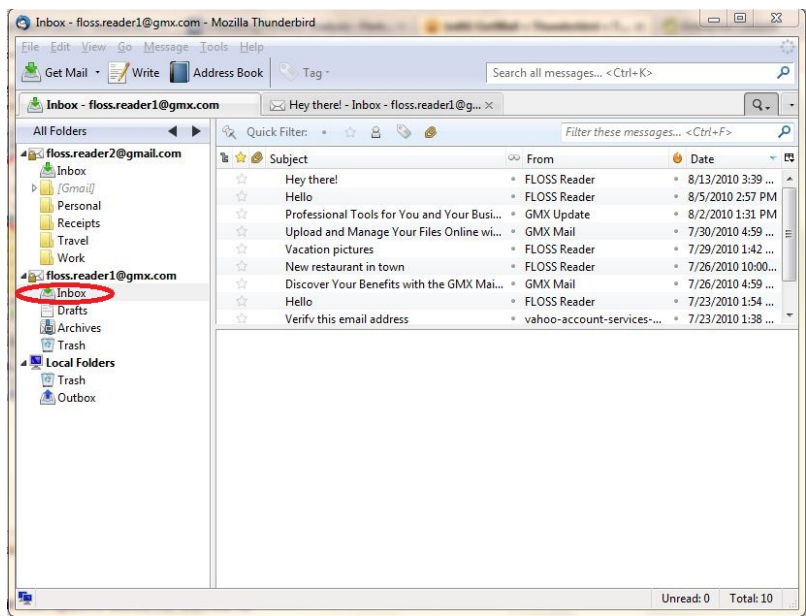 Inbox - floss.reader1@gmx.com - Mozilla Thunderbird
File Edit View Go Message Tools Help
Get Mail Write Address Book Tag Search all messages... <Ctrl+K>
Inbox - floss.reader1@gmx.com Hey there! - Inbox - floss.reader1@g...
All Folders Quick Filter: Filter these messages... <Ctrl+F>
floss.reader2@gmail.com
Inbox
[Gmail]
Personal
Receipts
Travel
Work
floss.reader1@gmx.com
Inbox
Drafts
Archives
Trash
Local Folders
Trash
Outbox
Subject From Date
Hey there! FLOSS Reader 8/13/2010 3:39 ...
Hello FLOSS Reader 8/5/2010 2:57 PM
Professional Tools for You and Your Busi... GMX Update 8/2/2010 1:31 PM
Upload and Manage Your Files Online wi... GMX Mail 7/30/2010 4:59 ...
Vacation pictures FLOSS Reader 7/29/2010 1:42 ...
New restaurant in town FLOSS Reader 7/26/2010 10:00...
Discover Your Benefits with the GMX Mai... GMX Mail 7/26/2010 4:59 ...
Hello FLOSS Reader 7/23/2010 1:54 ...
Verify this email address yahoo-account-services-... 7/23/2010 1:38 ...
Unread: 0 Total: 10